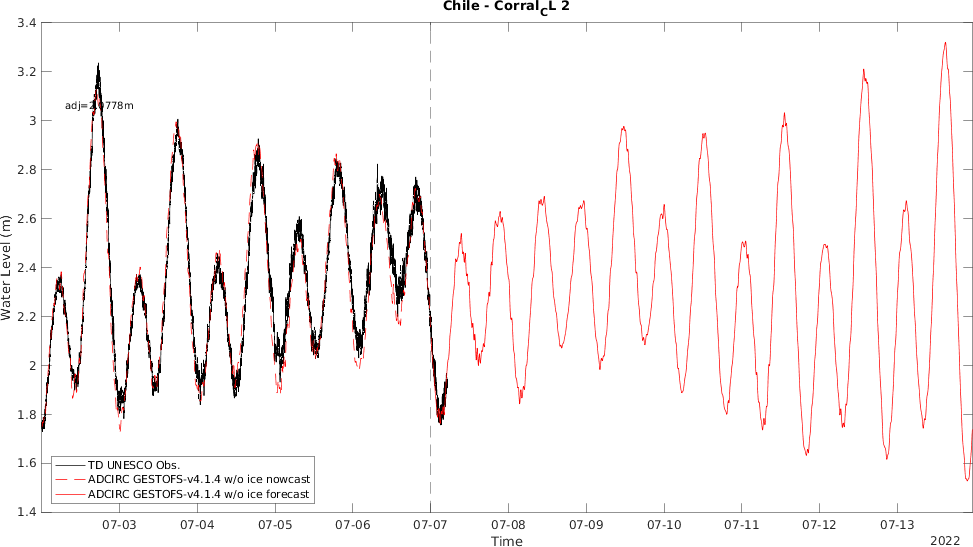 Chile - Corral_CL 2
3.4
3.2
3
2.8
2.6
2.4
2.2
2
1.8
1.6
1.4
Water Level (m)
TD UNESCO Obs.
ADCIRC GESTOFS-v4.1.4 w/o ice nowcast
ADCIRC GESTOFS-v4.1.4 w/o ice forecast
07-03 07-04 07-05 07-06 07-07 07-08 07-09 07-10 07-11 07-12 07-13
Time
2022